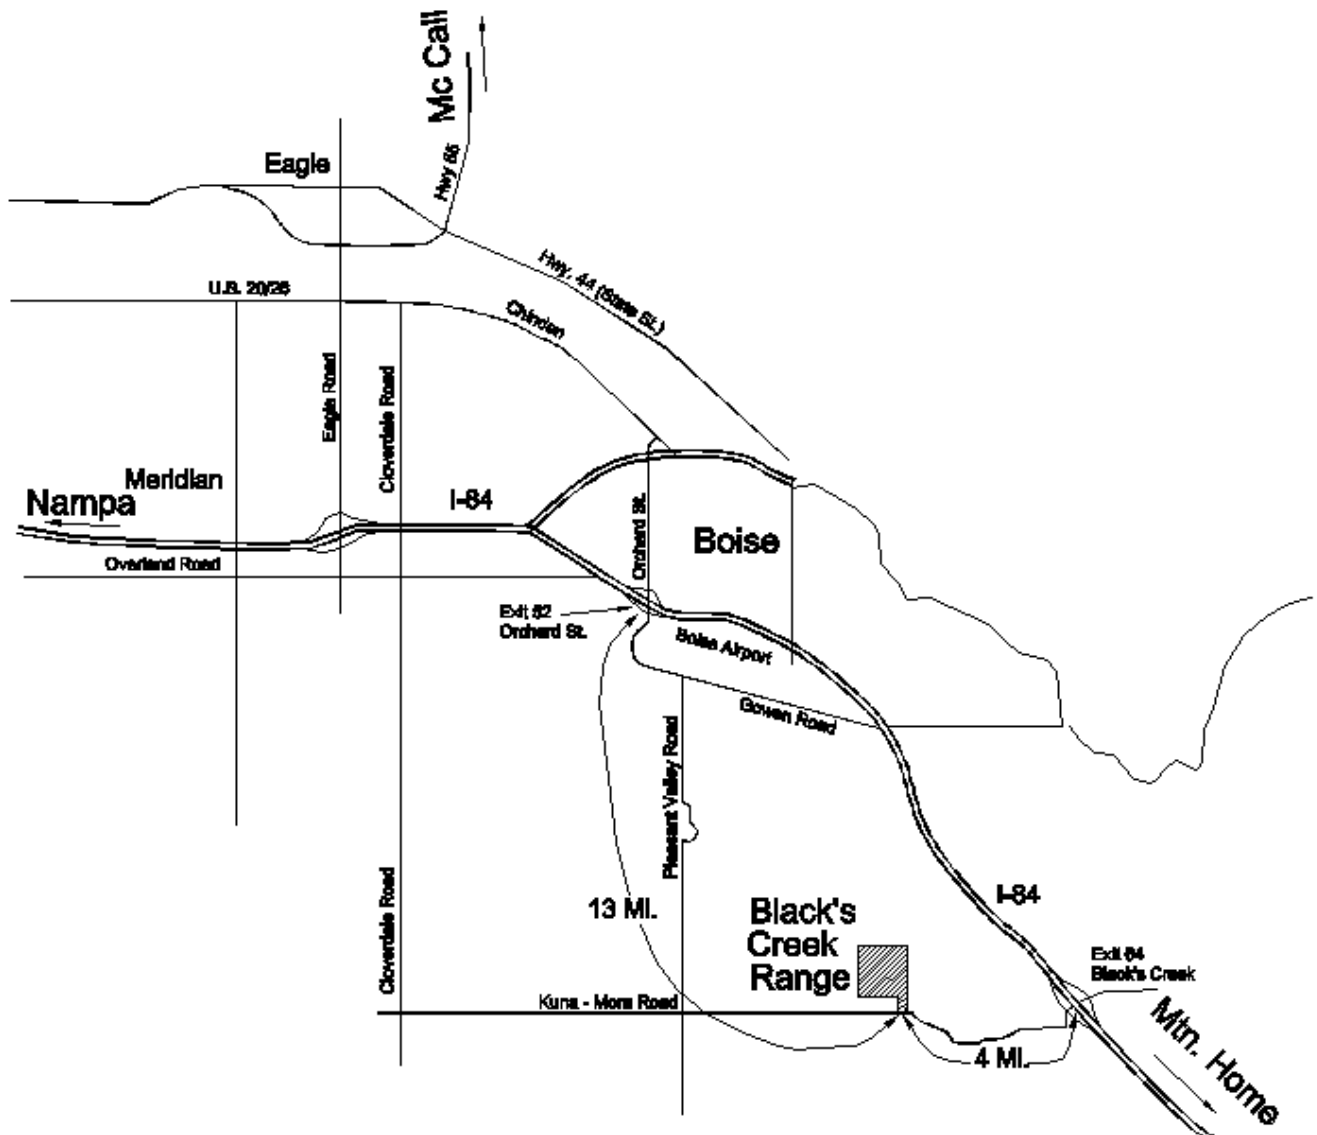 Mc Call
Eagle
Hwy 55
Hwy. 44 (State St.)
U.S. 20/26
Chinden
Eagle Road
Cloverdale Road
Meridian
Nampa
I-84
Orchard St.
Boise
Overland Road
Exit 52
Orchard St.
Boise Airport
Gowen Road
Pleasant Valley Road
Cloverdale Road
13 MI.
Black's
Creek
Range
I-84
Exit 64
Black's Creek
Kuna - Mora Road
4 MI.
Mtn. Home